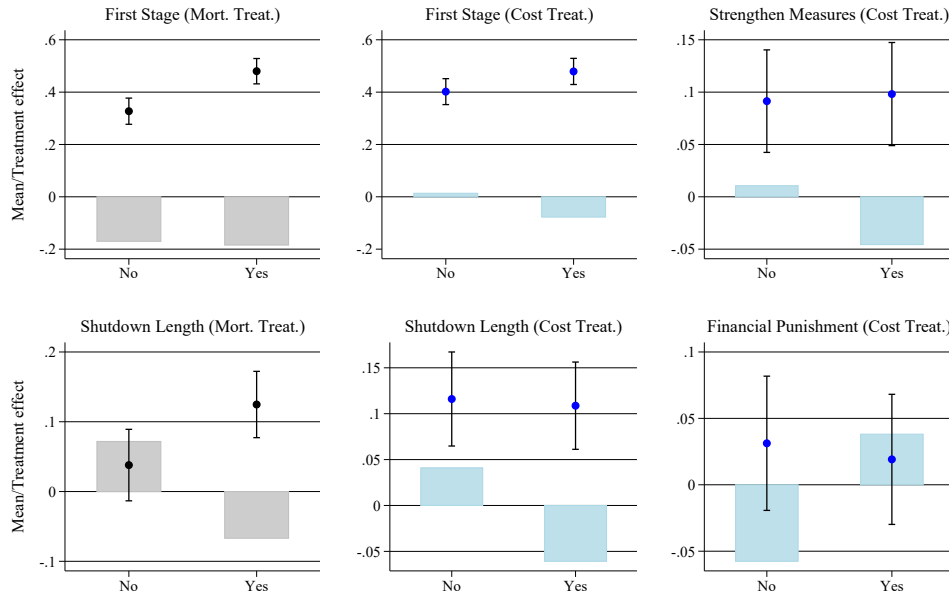 First Stage (Mort. Treat.)
Mean/Treatment effect
.6
.4
.2
0
-.2
No Yes
First Stage (Cost Treat.)
.6
.4
.2
0
-.2
No Yes
Strengthen Measures (Cost Treat.)
.15
.1
.05
0
-.05
No Yes
Shutdown Length (Mort. Treat.)
Mean/Treatment effect
.2
.1
0
-.1
No Yes
Shutdown Length (Cost Treat.)
.15
.1
.05
0
-.05
No Yes
Financial Punishment (Cost Treat.)
.1
.05
0
-.05
No Yes